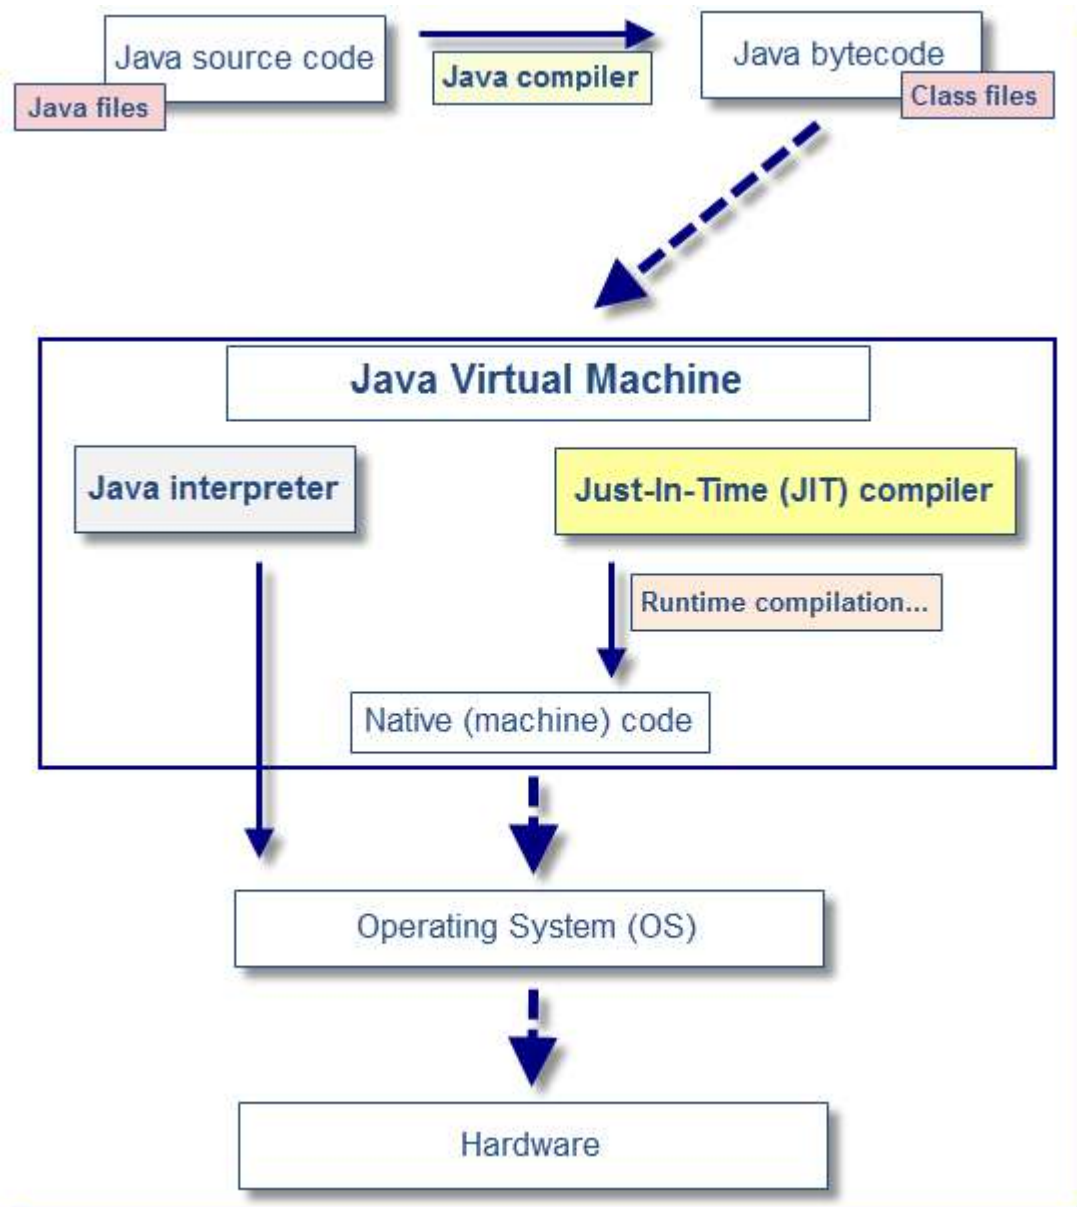 Java source code
Java files
Java compiler
Java bytecode
Class files
Java Virtual Machine
Java interpreter
Just-In-Time (JIT) compiler
Runtime compilation...
Native (machine) code
Operating System (OS)
Hardware